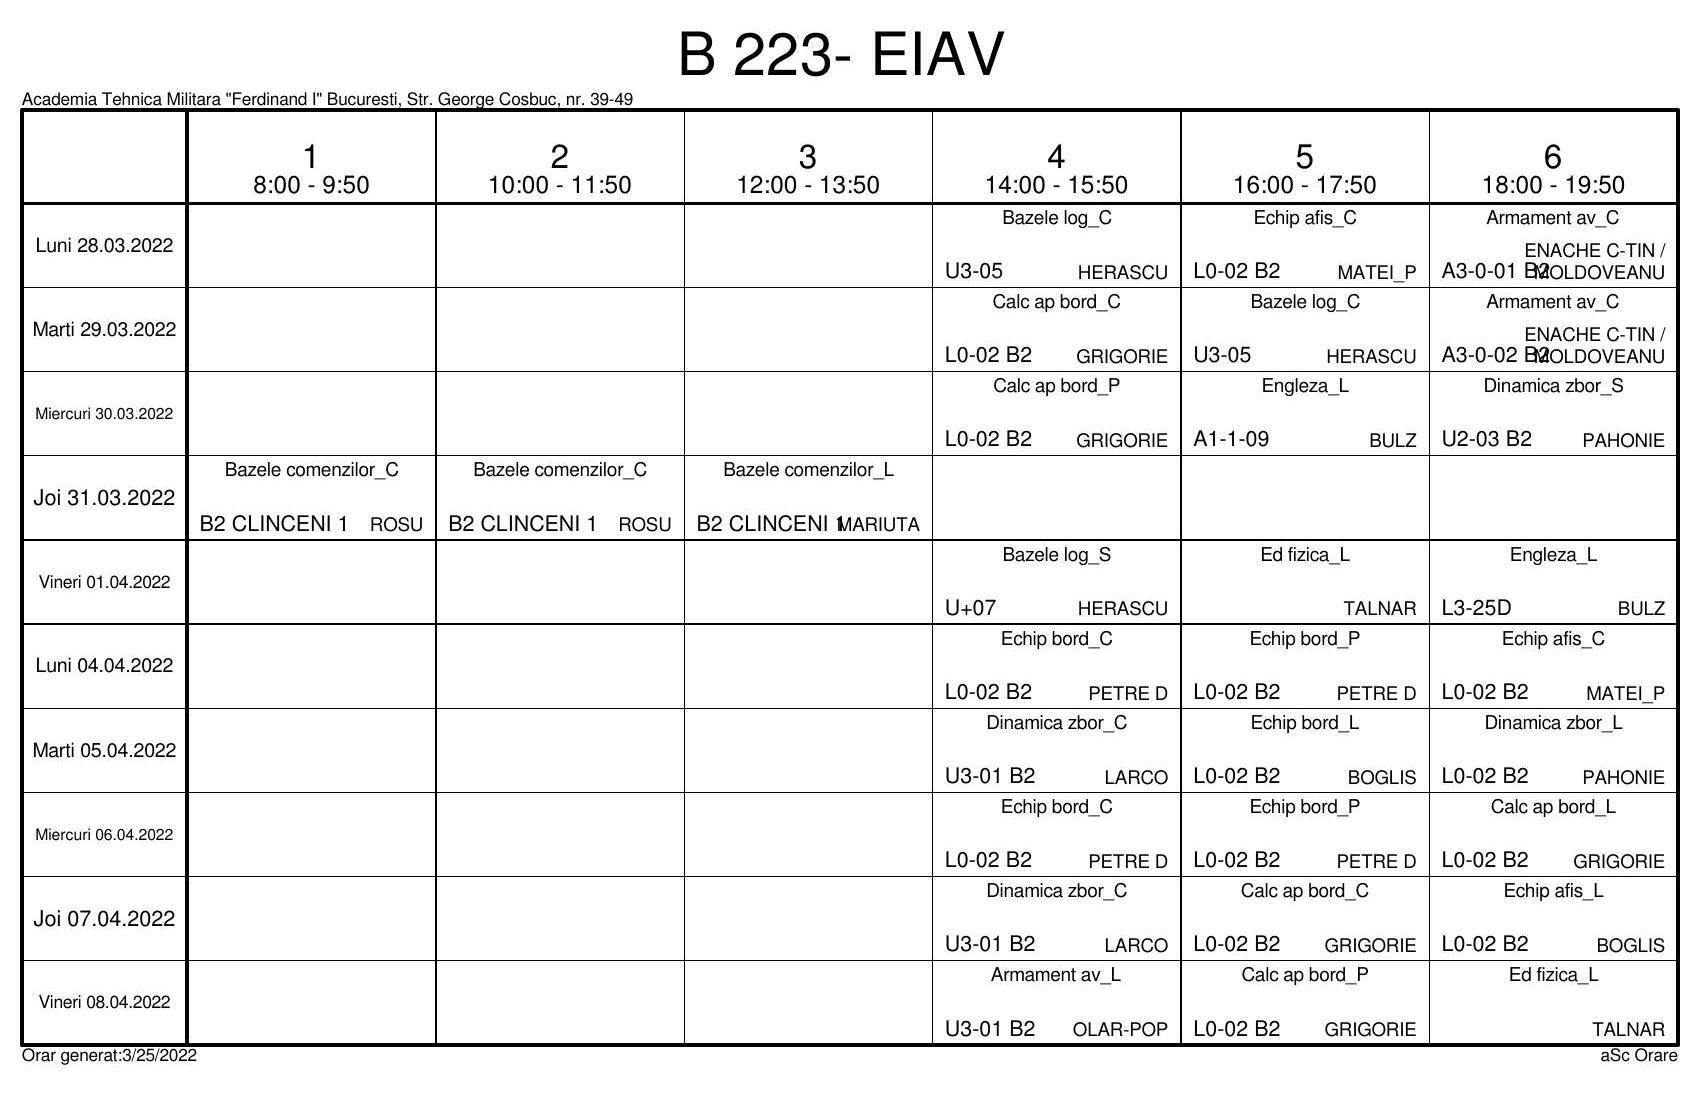 B 223- EIAV
Academia Tehnica Militara "Ferdinand I" Bucuresti, Str. George Cosbuc, nr. 39-49
1 2 3 4 5 6
8:00 - 9:50 10:00 - 11:50 12:00 - 13:50 14:00 - 15:50 16:00 - 17:50 18:00 - 19:50
Luni 28.03.2022
Bazele log_C
U3-05 HERASCU
Echip afis_C
L0-02 B2 MATEI_P
Armament av_C
ENACHE C-TIN /
A3-0-01 B2 MOLDOVEANU
Marti 29.03.2022
Calc ap bord_C
L0-02 B2 GRIGORIE
Bazele log_C
U3-05 HERASCU
Armament av_C
ENACHE C-TIN /
A3-0-02 B2 MOLDOVEANU
Miercuri 30.03.2022
Calc ap bord_P
L0-02 B2 GRIGORIE
Engleza_L
A1-1-09 BULZ
Dinamica zbor_S
U2-03 B2 PAHONIE
Joi 31.03.2022
Bazele comenzilor_C
B2 CLINCENI 1 ROSU
Bazele comenzilor_C
B2 CLINCENI 1 ROSU
Bazele comenzilor_L
B2 CLINCENI 1 MARIUTA
Vineri 01.04.2022
Bazele log_S
U+07 HERASCU
Ed fizica_L
TALNAR
Engleza_L
L3-25D BULZ
Luni 04.04.2022
Echip bord_C
L0-02 B2 PETRE D
Echip bord_P
L0-02 B2 PETRE D
Echip afis_C
L0-02 B2 MATEI_P
Marti 05.04.2022
Dinamica zbor_C
U3-01 B2 LARCO
Echip bord_L
L0-02 B2 BOGLIS
Dinamica zbor_L
L0-02 B2 PAHONIE
Miercuri 06.04.2022
Echip bord_C
L0-02 B2 PETRE D
Echip bord_P
L0-02 B2 PETRE D
Calc ap bord_L
L0-02 B2 GRIGORIE
Joi 07.04.2022
Dinamica zbor_C
U3-01 B2 LARCO
Calc ap bord_C
L0-02 B2 GRIGORIE
Echip afis_L
L0-02 B2 BOGLIS
Vineri 08.04.2022
Armament av_L
U3-01 B2 OLAR-POP
Calc ap bord_P
L0-02 B2 GRIGORIE
Ed fizica_L
TALNAR
Orar generat:3/25/2022
aSc Orare